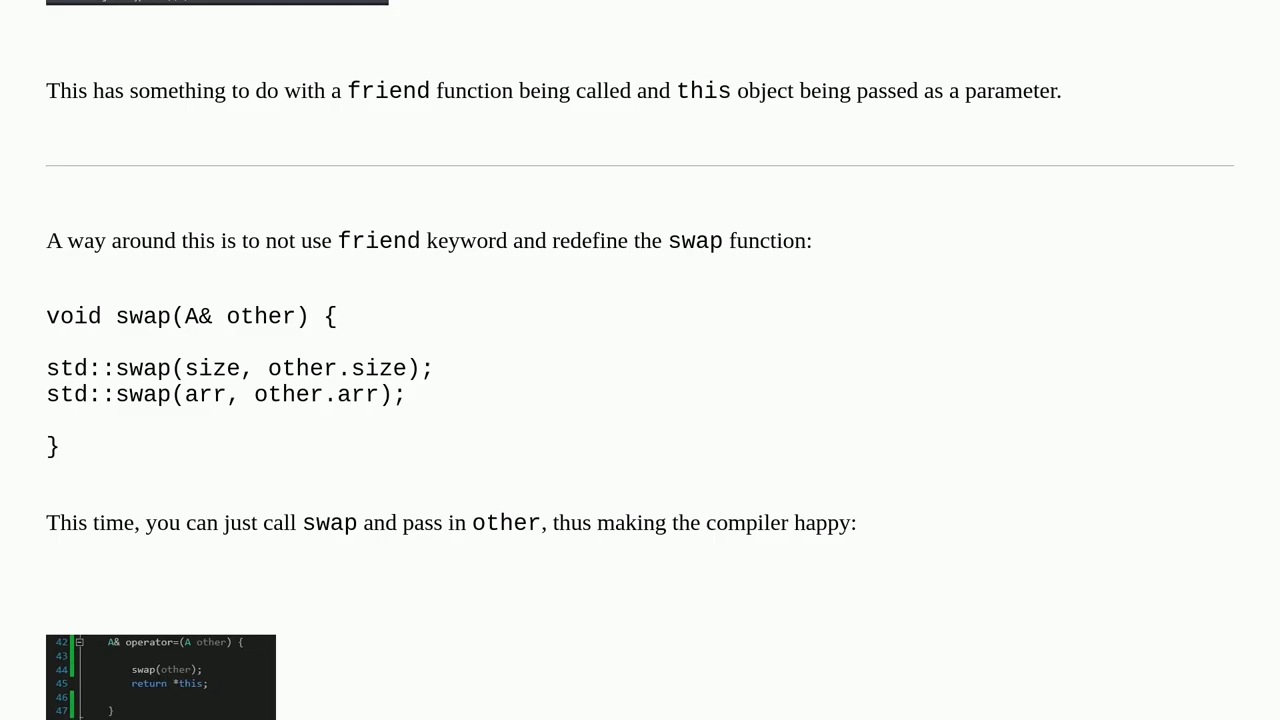 This has something to do with a friend function being called and this object being passed as a parameter.
A way around this is to not use friend keyword and redefine the swap function:
void swap(A& other) {
std::swap(size, other.size);
std::swap(arr, other.arr);
}
This time, you can just call swap and pass in other, thus making the compiler happy:
42 A& operator=(A other) {
43
44 swap(other);
45 return *this;
46
47 }